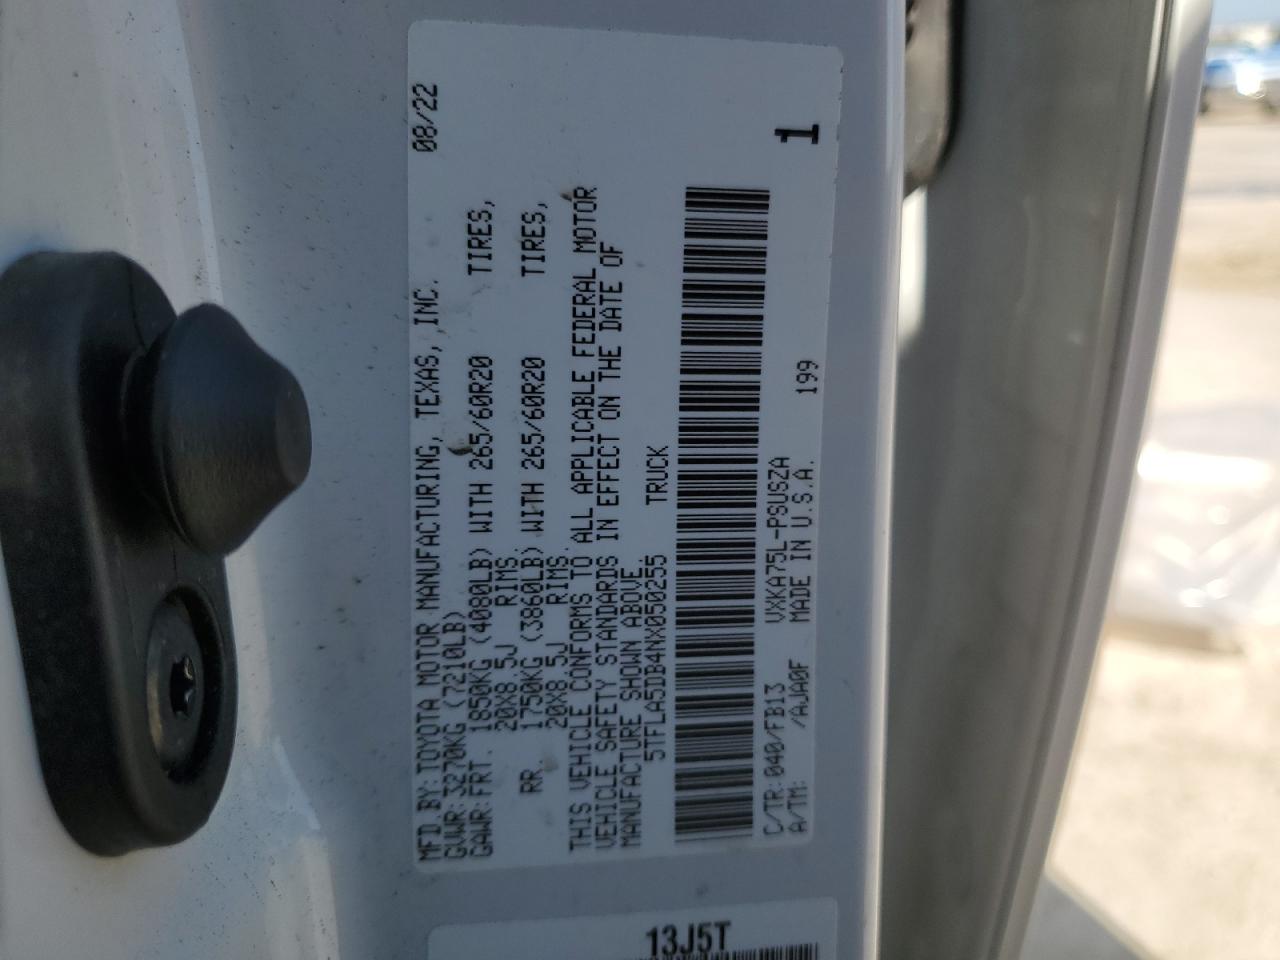 MFD.BY:TOYOTA MOTOR MANUFACTURING, TEXAS, INC. 08/22
GVWR:3270KG(7210LB)
GAWR:FRT. 1850KG(4080LB)WITH 265/60R20 TIRES,
20X8.5J RIMS.
RR. 1750KG(3860LB)WITH 265/60R20 TIRES,
20X8.5J RIMS.
THIS VEHICLE CONFORMS TO ALL APPLICABLE FEDERAL MOTOR
VEHICLE SAFETY STANDARDS IN EFFECT ON THE DATE OF
MANUFACTURE SHOWN ABOVE.
5TFLA5DB4NX050255 TRUCK
C/TR:040/FB13 VXKA75L-PSUSZA
A/TM: /AJA0F MADE IN U.S.A. 199 1
13J5T